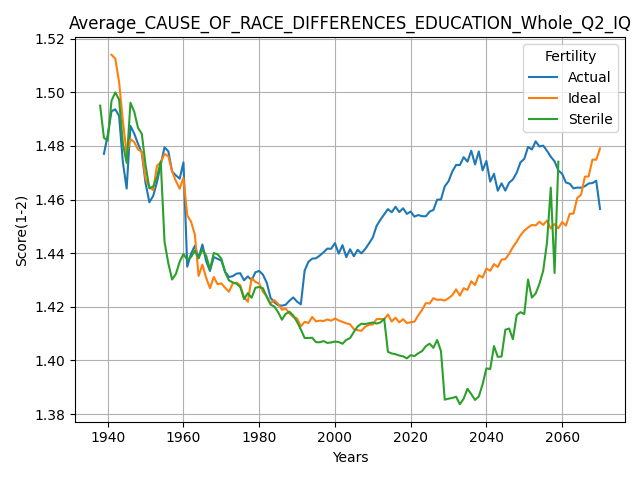 Average_CAUSE_OF_RACE_DIFFERENCES_EDUCATION_Whole_Q2_IQ
Fertility
Actual
Ideal
Sterile
Score(1-2)
1.52
1.50
1.48
1.46
1.44
1.42
1.40
1.38
1940 1960 1980 2000 2020 2040 2060
Years